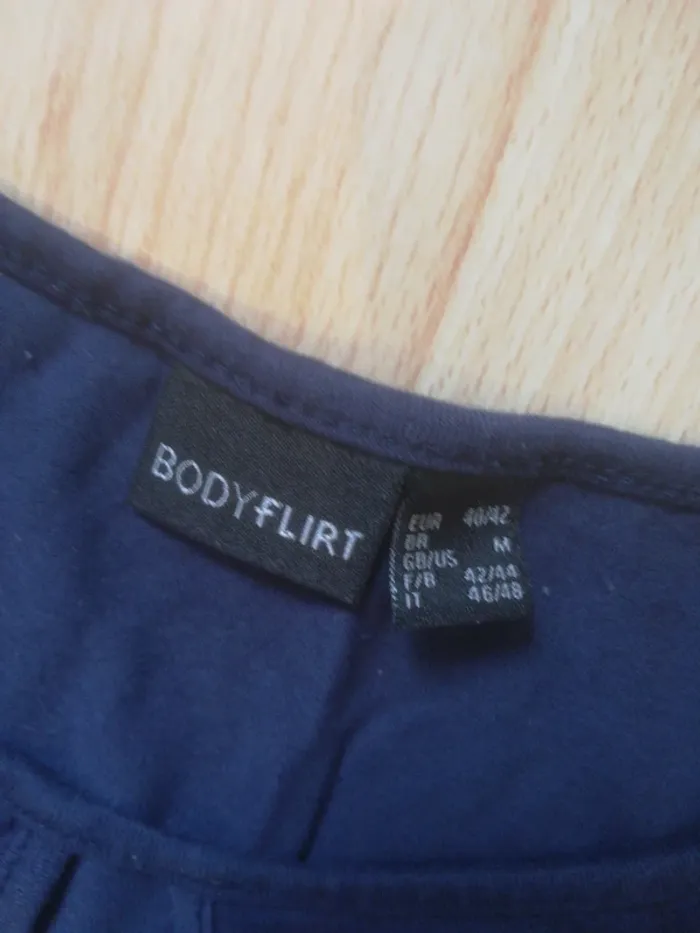 BODYFLIRT
EUR 40/42
BR M
GB/US
F/B 42/44
IT 46/48